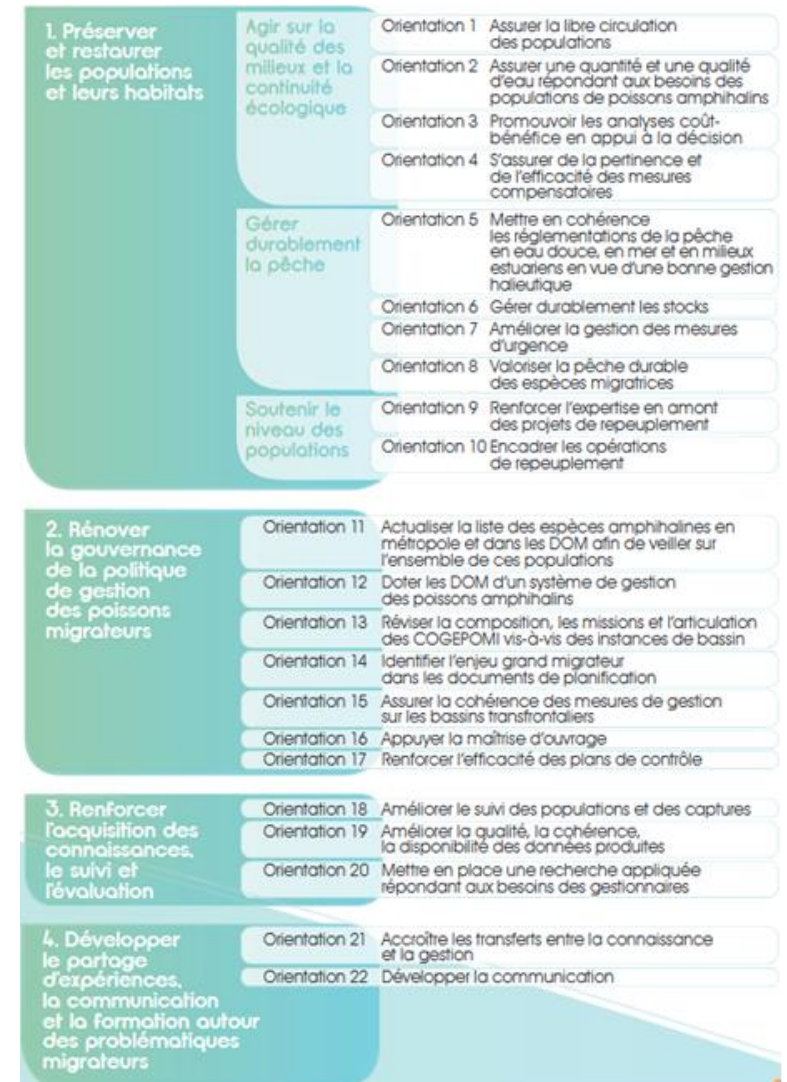 1. Préserver
et restaurer
les populations
et leurs habitats
Agir sur la
qualité des
milieux et la
continuité
écologique
Orientation 1 Assurer la libre circulation
des populations
Orientation 2 Assurer une quantité et une qualité
d'eau répondant aux besoins des
populations de poissons amphihalins
Orientation 3 Promouvoir les analyses coût-
bénéfice en appui à la décision
Orientation 4 S'assurer de la pertinence et
de l'efficacité des mesures
compensatoires
Gérer
durablement
la pêche
Orientation 5 Mettre en cohérence
les réglementations de la pêche
en eau douce, en mer et en milieux
estuariens en vue d'une bonne gestion
halieutique
Orientation 6 Gérer durablement les stocks
Orientation 7 Améliorer la gestion des mesures
d'urgence
Orientation 8 Valoriser la pêche durable
des espèces migratrices
Soutenir le
niveau des
populations
Orientation 9 Renforcer l'expertise en amont
des projets de repeuplement
Orientation 10 Encadrer les opérations
de repeuplement
2. Rénover
la gouvernance
de la politique
de gestion
des poissons
migrateurs
Orientation 11 Actualiser la liste des espèces amphihalines en
métropole et dans les DOM afin de veiller sur
l'ensemble de ces populations
Orientation 12 Doter les DOM d'un système de gestion
des poissons amphihalins
Orientation 13 Réviser la composition, les missions et l'articulation
des COGEPOMI vis-à-vis des instances de bassin
Orientation 14 Identifier l'enjeu grand migrateur
dans les documents de planification
Orientation 15 Assurer la cohérence des mesures de gestion
sur les bassins transfrontaliers
Orientation 16 Appuyer la maîtrise d'ouvrage
Orientation 17 Renforcer l'efficacité des plans de contrôle
3. Renforcer
l'acquisition des
connaissances,
le suivi et
l'évaluation
Orientation 18 Améliorer le suivi des populations et des captures
Orientation 19 Améliorer la qualité, la cohérence,
la disponibilité des données produites
Orientation 20 Mettre en place une recherche appliquée
répondant aux besoins des gestionnaires
4. Développer
le partage
d'expériences,
la communication
et la formation autour
des problématiques
migrateurs
Orientation 21 Accroître les transferts entre la connaissance
et la gestion
Orientation 22 Développer la communication